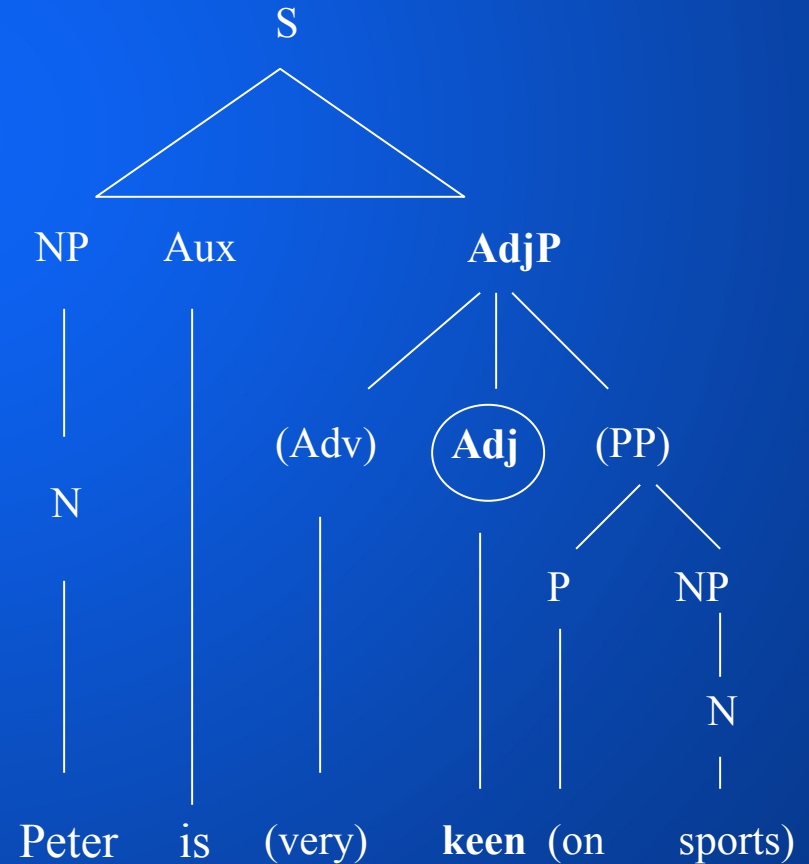 S
NP Aux AdjP
(Adv) Adj (PP)
N
P NP
N
Peter is (very) keen (on sports)